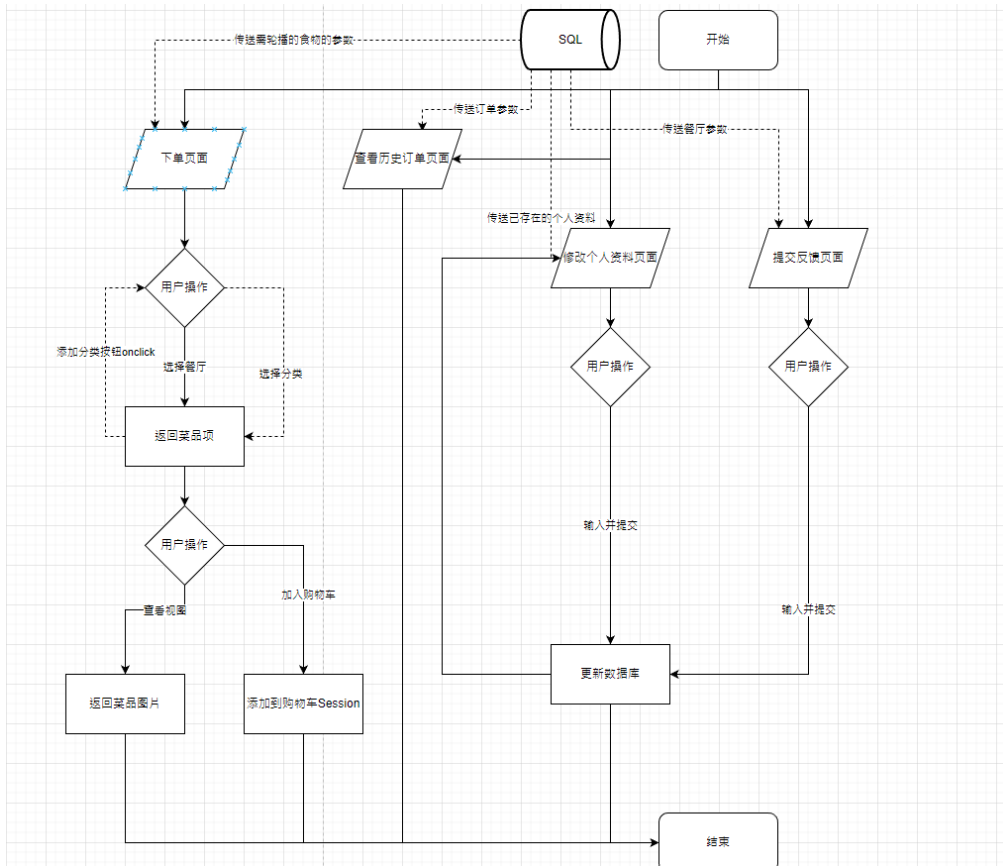 SQL
开始
传送需轮播的食物的参数
传送订单参数
传送餐厅参数
下单页面
查看历史订单页面
传送已存在的个人资料
修改个人资料页面
提交反馈页面
用户操作
添加分类按钮onclick
选择餐厅
选择分类
用户操作
用户操作
返回菜品项
用户操作
输入并提交
查看视图
加入购物车
输入并提交
更新数据库
返回菜品图片
添加到购物车Session
结束